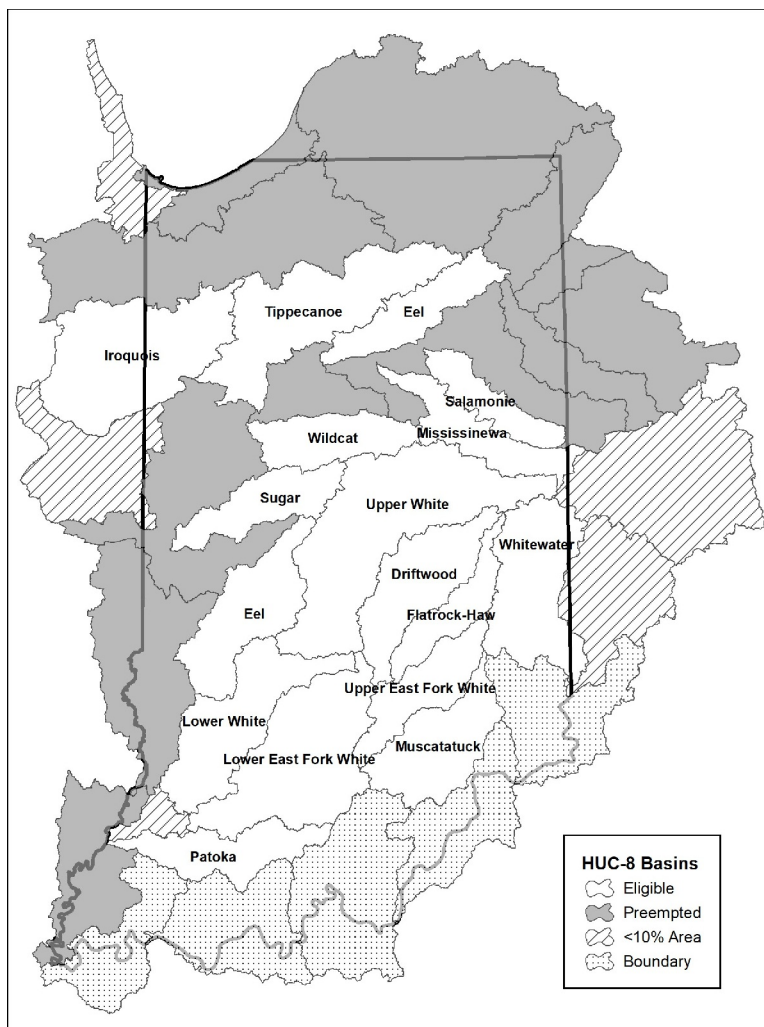 Tippecanoe
Eel
Iroquois
Salamonie
Wildcat
Mississinewa
Sugar
Upper White
Whitewater
Driftwood
Eel
Flatrock-Haw
Upper East Fork White
Lower White
Muscatatuck
Lower East Fork White
Patoka
HUC-8 Basins
Eligible
Preempted
<10% Area
Boundary